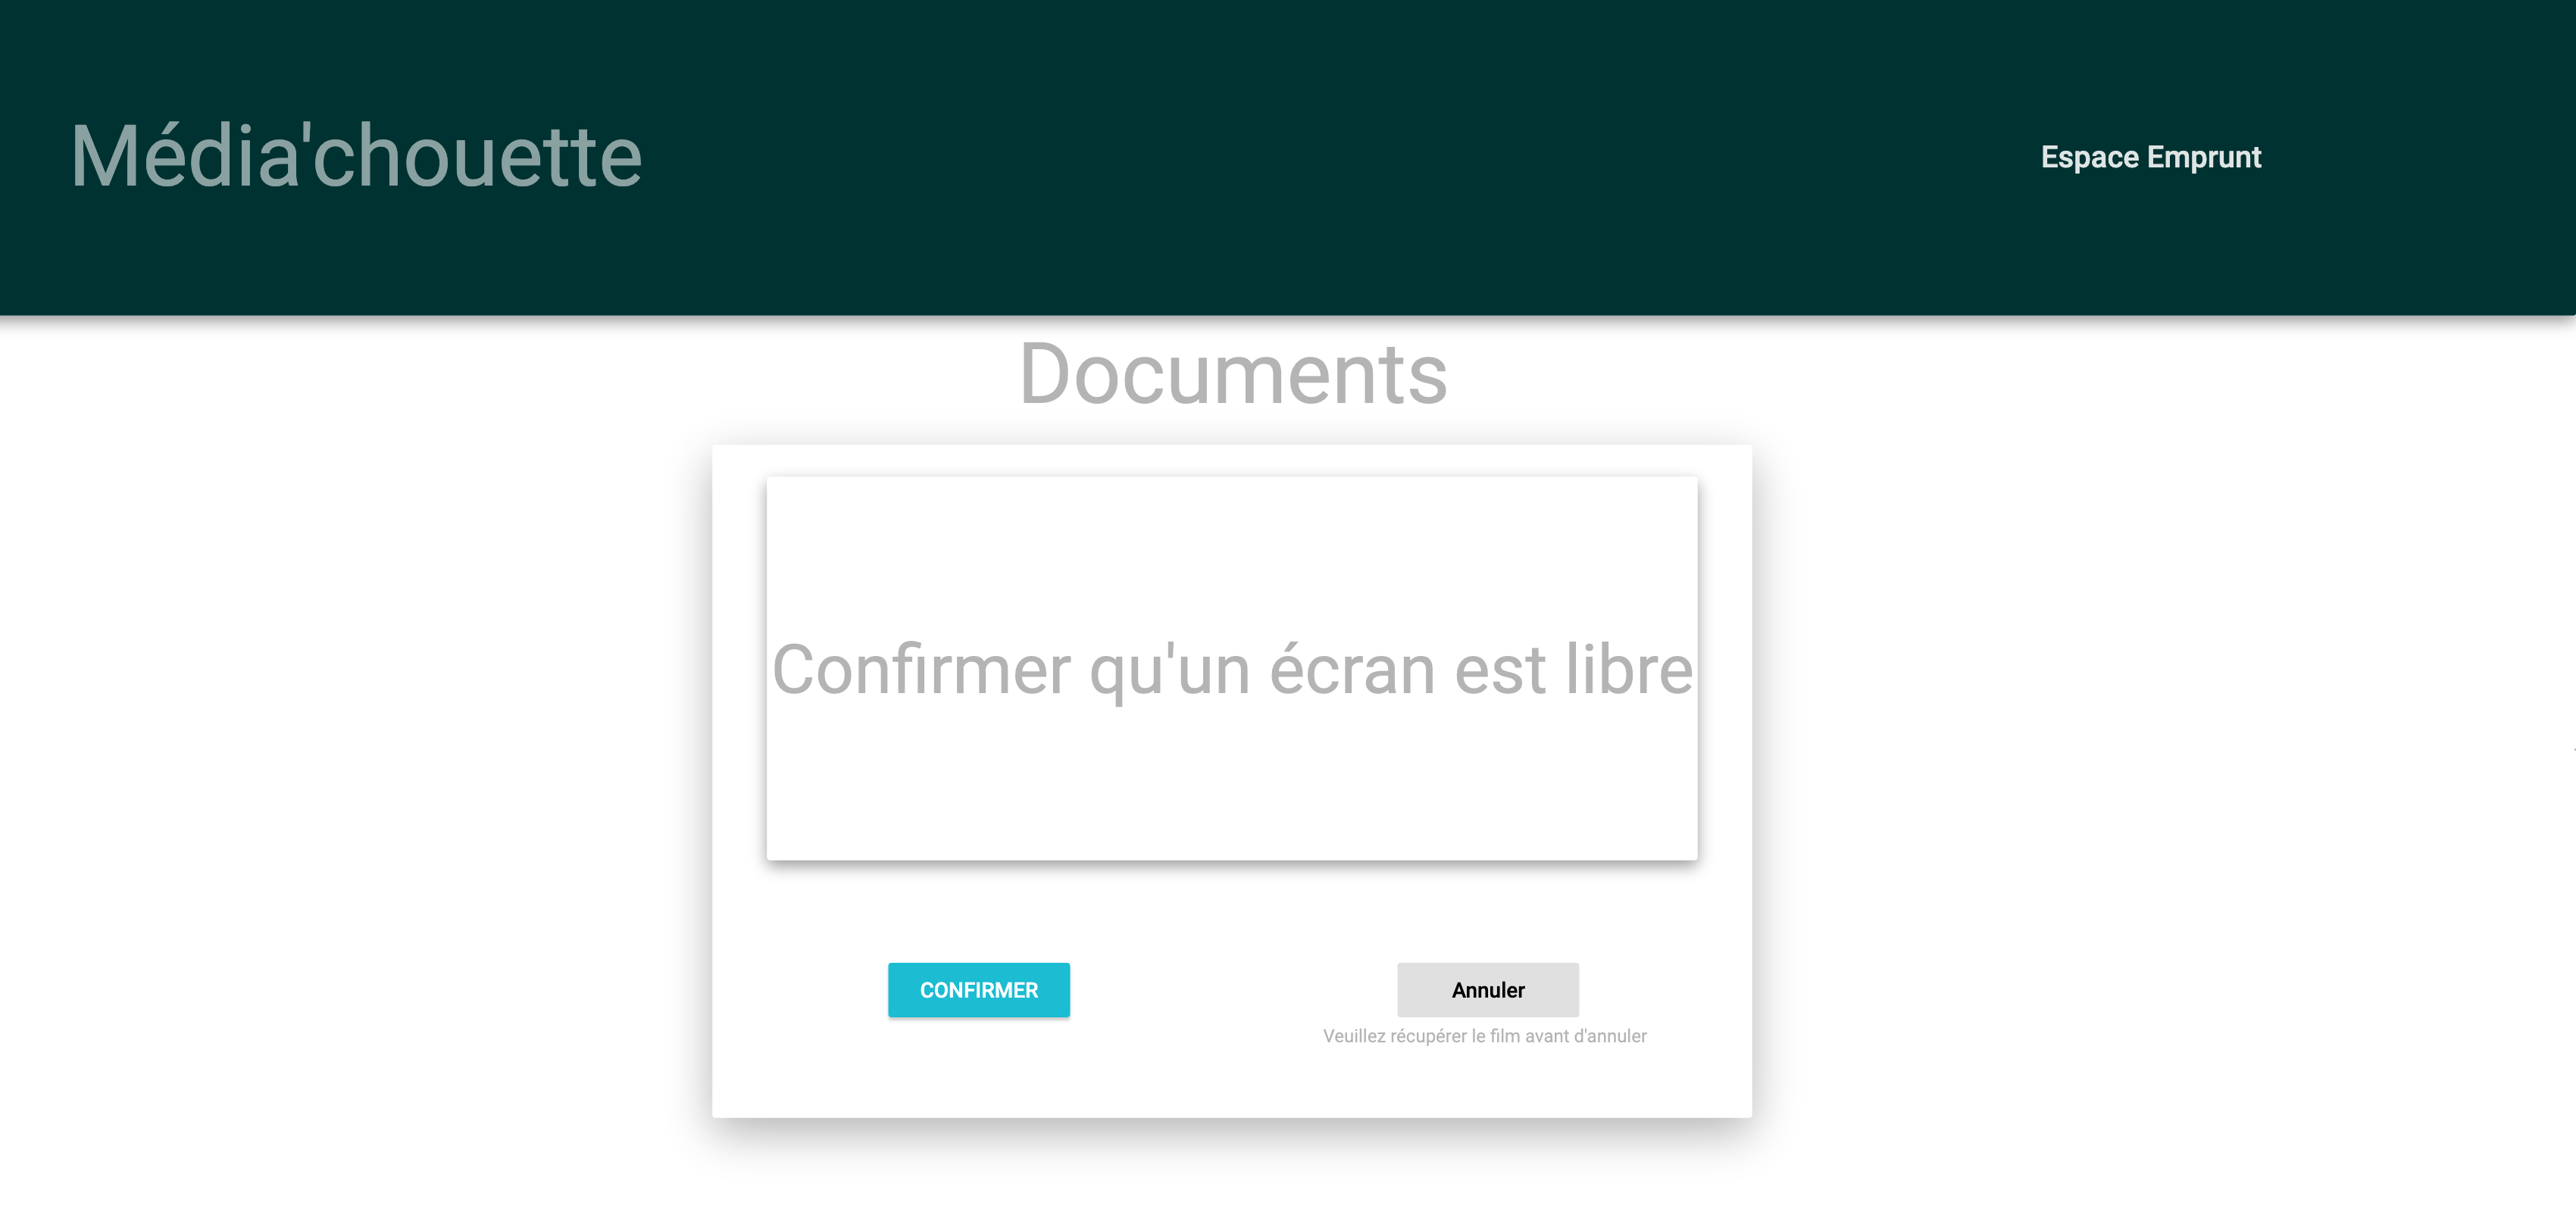 Média'chouette
Espace Emprunt
Documents
Confirmer qu'un écran est libre
CONFIRMER
Annuler
Veuillez récupérer le film avant d'annuler